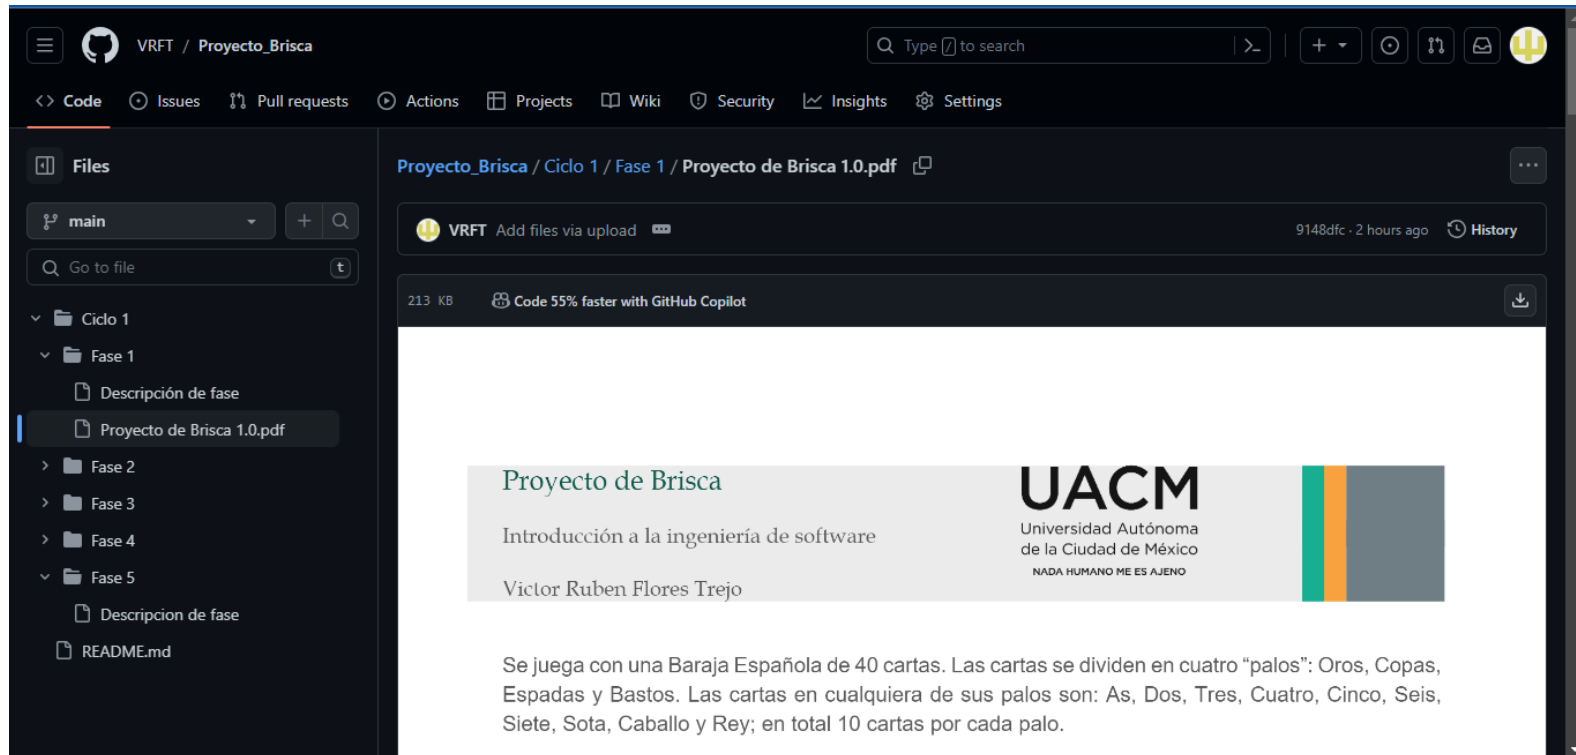 VRFT / Proyecto_Brisca
Type / to search
Code
Issues
Pull requests
Actions
Projects
Wiki
Security
Insights
Settings
Files
main
Go to file
t
Ciclo 1
Fase 1
Descripción de fase
Proyecto de Brisca 1.0.pdf
Fase 2
Fase 3
Fase 4
Fase 5
Descripcion de fase
README.md
Proyecto_Brisca / Ciclo 1 / Fase 1 / Proyecto de Brisca 1.0.pdf
VRFT Add files via upload
9148dfc · 2 hours ago
History
213 KB
Code 55% faster with GitHub Copilot
Proyecto de Brisca
Introducción a la ingeniería de software
Victor Ruben Flores Trejo
UACM
Universidad Autónoma
de la Ciudad de México
NADA HUMANO ME ES AJENO
Se juega con una Baraja Española de 40 cartas. Las cartas se dividen en cuatro “palos”: Oros, Copas,
Espadas y Bastos. Las cartas en cualquiera de sus palos son: As, Dos, Tres, Cuatro, Cinco, Seis,
Siete, Sota, Caballo y Rey; en total 10 cartas por cada palo.